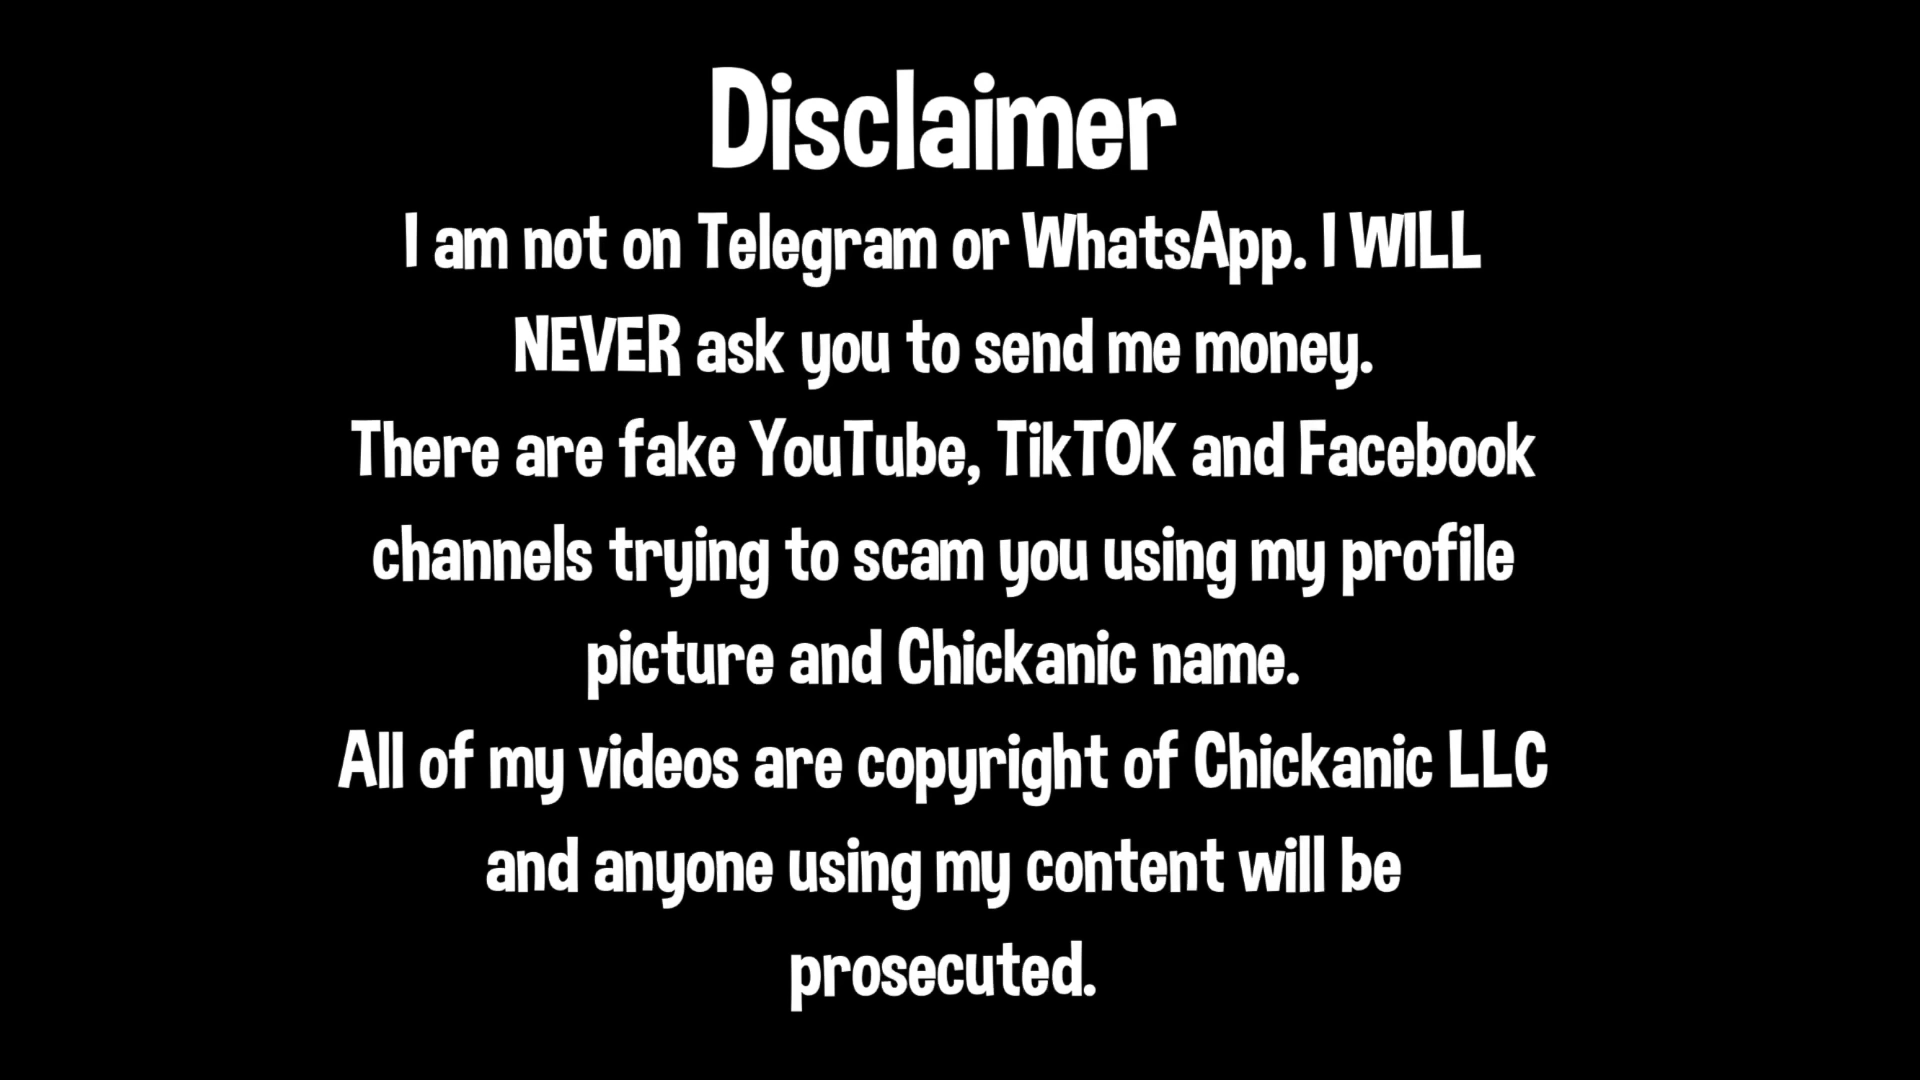 Disclaimer
I am not on Telegram or WhatsApp. I WILL
NEVER ask you to send me money.
There are fake YouTube, TikTOK and Facebook
channels trying to scam you using my profile
picture and Chickanic name.
All of my videos are copyright of Chickanic LLC
and anyone using my content will be
prosecuted.